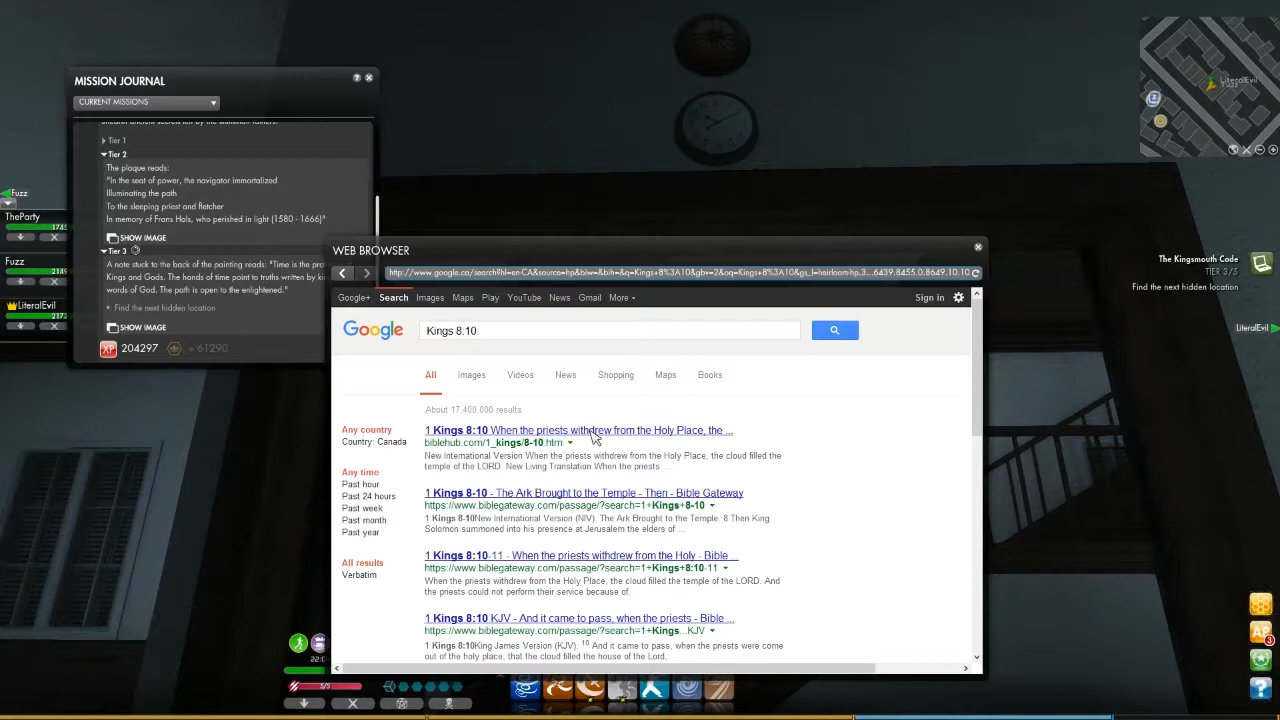 MISSION JOURNAL
CURRENT MISSIONS
Tier 1
Tier 2
The plaque reads:
"In the seat of power, the navigator immortalized
Illuminating the path
To the sleeping priest and fletcher
In memory of Frans Hals, who perished in light (1580 - 1666)"
SHOW IMAGE
Tier 3
A note stuck to the back of the painting reads: "Time is the
Kings and Gods. The hands of time point to truths written by
words of God. The path is open to the enlightened."
Find the next hidden location
SHOW IMAGE
XP 204297 61290
Fuzz
TheParty
Fuzz
LiteralEvil
WEB BROWSER
Google+ Search Images Maps Play YouTube News Gmail More Sign in
Google Kings 8:10
All Images Videos News Shopping Maps Books
About 17,400,000 results
Any country
Country: Canada
Any time
Past hour
Past 24 hours
Past week
Past month
Past year
All results
Verbatim
1 Kings 8:10 When the priests withdrew from the Holy Place, the ...
biblehub.com/1_kings/8-10.htm
New International Version When the priests withdrew from the Holy Place, the cloud filled the
temple of the LORD. New Living Translation When the priests ...
1 Kings 8-10 - The Ark Brought to the Temple - Then - Bible Gateway
https://www.biblegateway.com/passage/?search=1+Kings+8-10
1 Kings 8-10New International Version (NIV). The Ark Brought to the Temple. 8 Then King
Solomon summoned into his presence at Jerusalem the elders of ...
1 Kings 8:10-11 - When the priests withdrew from the Holy - Bible ...
https://www.biblegateway.com/passage/?search=1+Kings+8:10-11
When the priests withdrew from the Holy Place, the cloud filled the temple of the LORD. And
the priests could not perform their service because of.
1 Kings 8:10 KJV - And it came to pass, when the priests - Bible ...
https://www.biblegateway.com/passage/?search=1+Kings...KJV
1 Kings 8:10King James Version (KJV). 10 And it came to pass, when the priests were come
out of the holy place, that the cloud filled the house of the Lord,.
LiteralEvil
Fuzz
The Kingsmouth Code
TIER 3/5
Find the next hidden location
LiteralEvil
5/5
AP
3